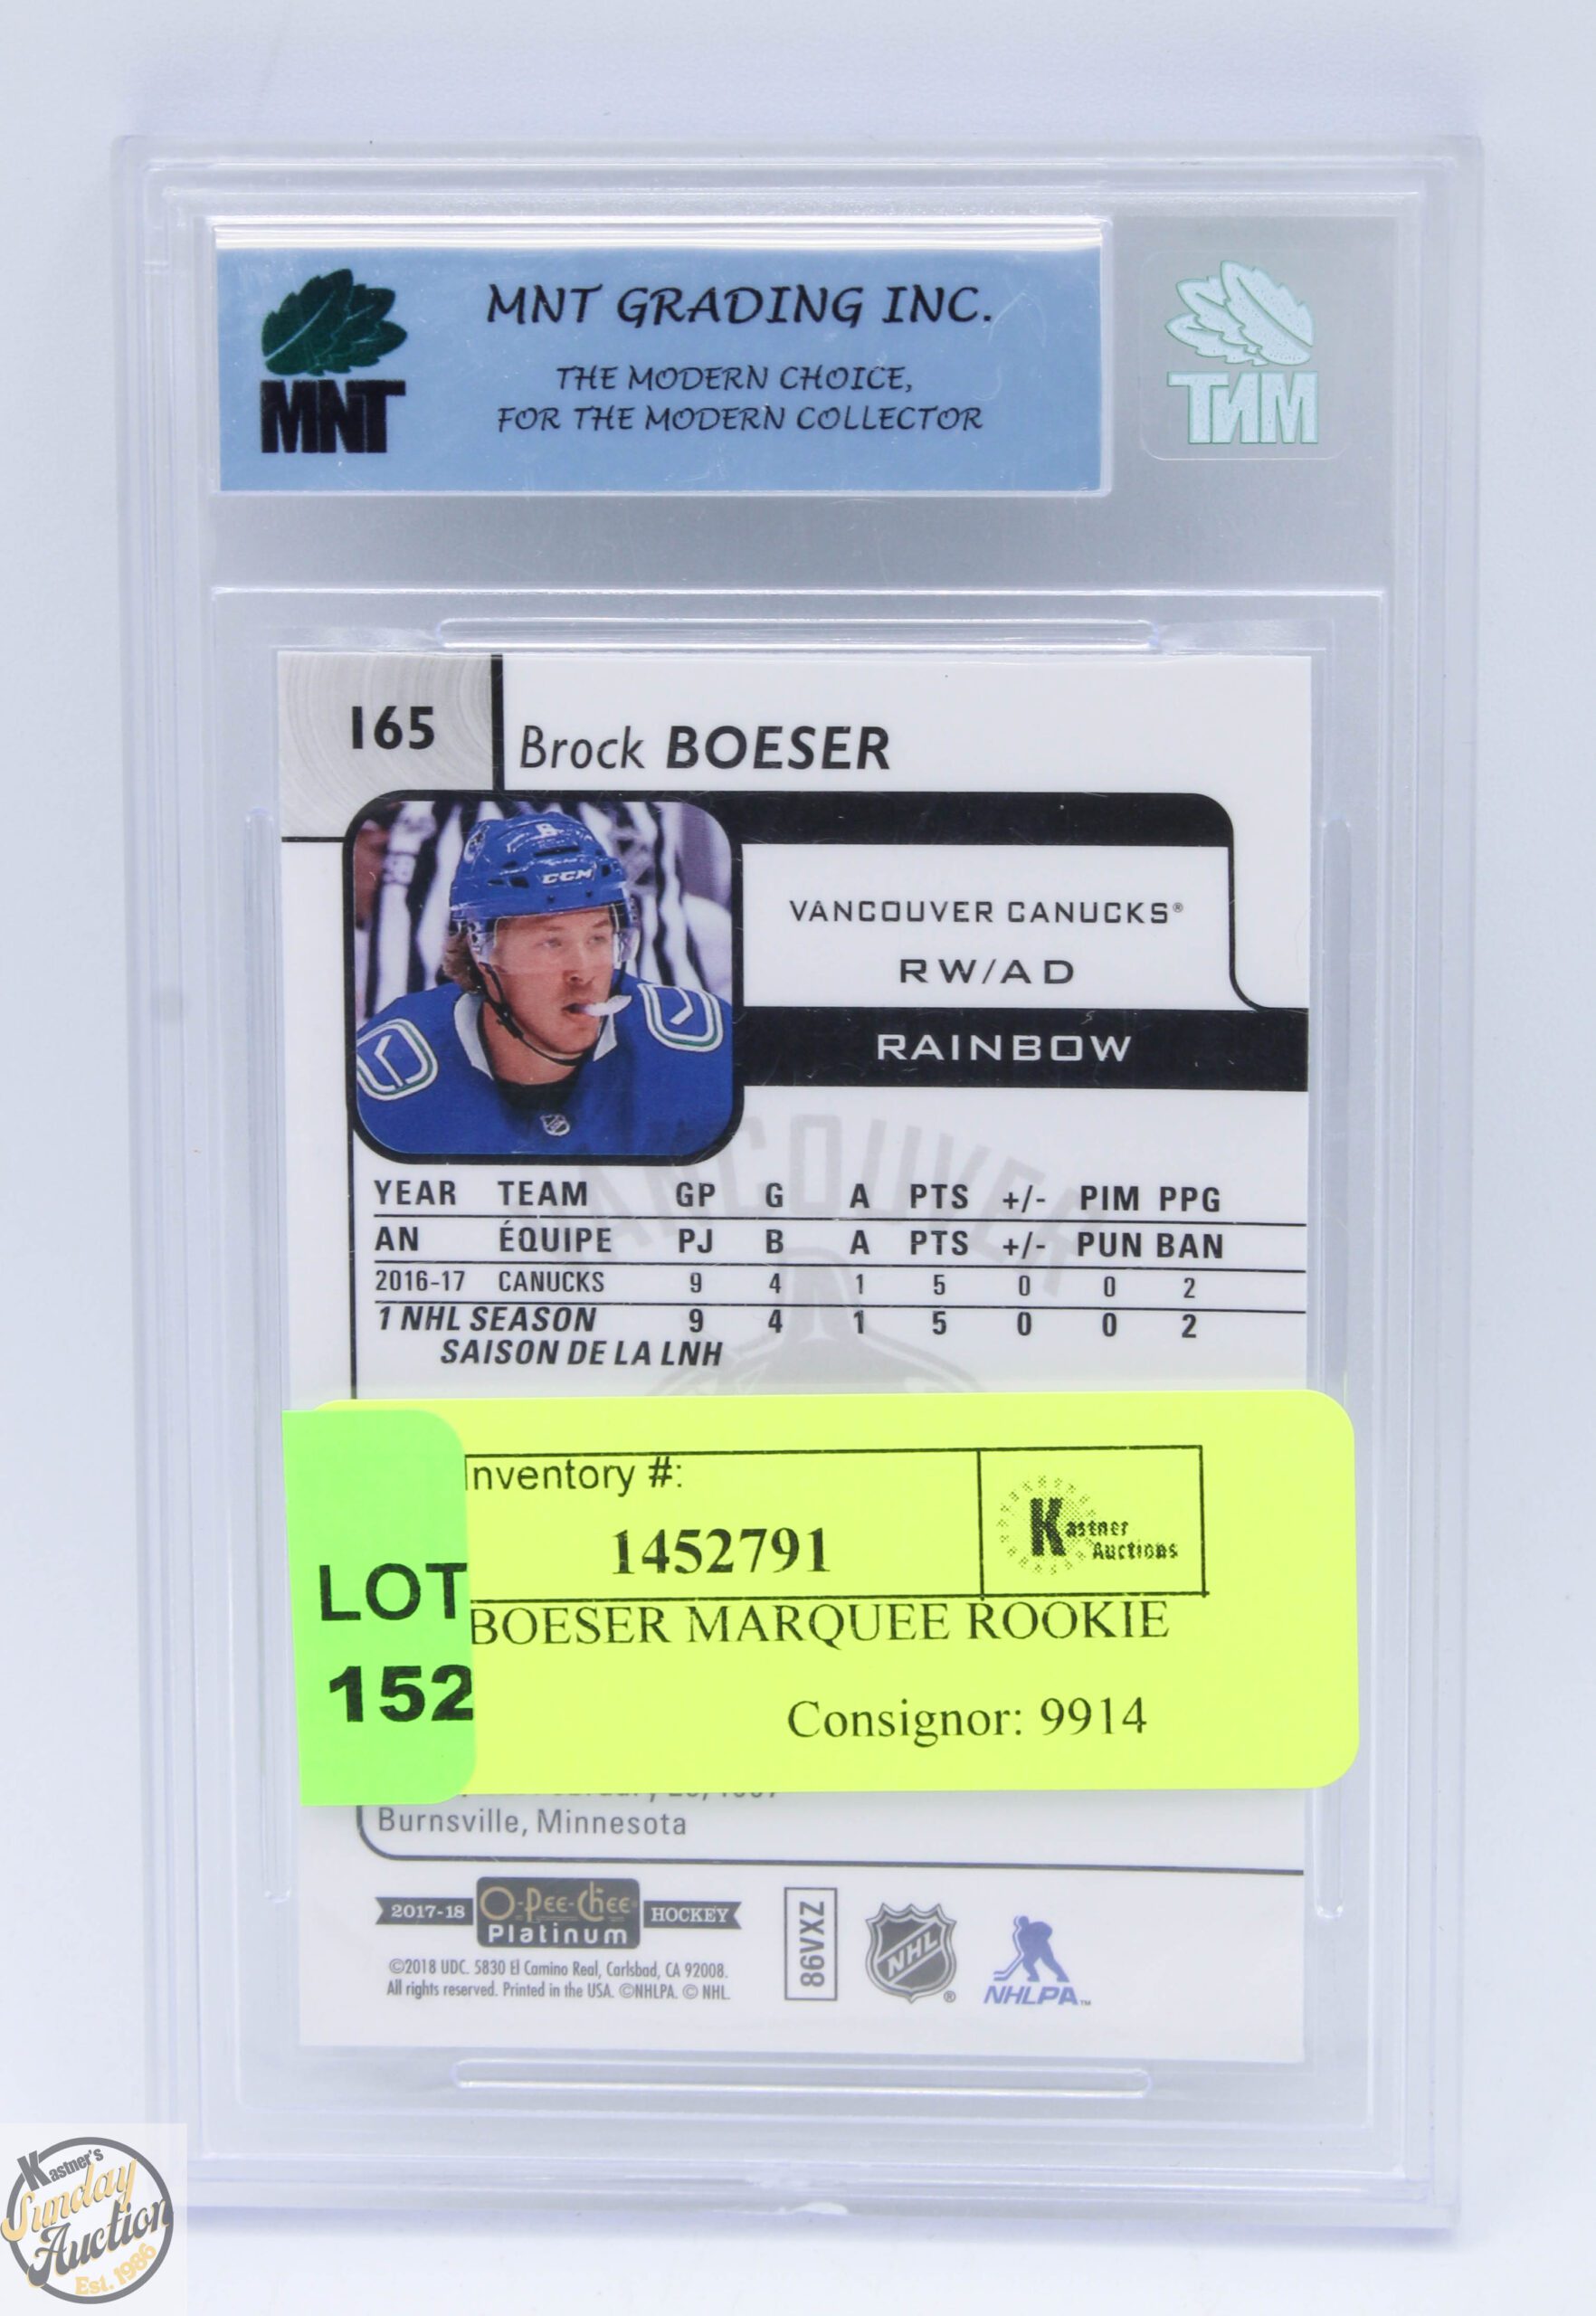 MNT
MNT GRADING INC.
THE MODERN CHOICE,
FOR THE MODERN COLLECTOR
MNT
165
Brock BOESER
8
CCM
VANCOUVER CANUCKS®
RW/AD
RAINBOW
VANCOUVER
YEAR TEAM GP G A PTS +/- PIM PPG
AN ÉQUIPE PJ B A PTS +/- PUN BAN
2016-17 CANUCKS 9 4 1 5 0 0 2
1 NHL SEASON 9 4 1 5 0 0 2
SAISON DE LA LNH
Inventory #:
1452791
Kastner
Auctions
LOT
152
BOESER MARQUEE ROOKIE
Consignor: 9914
Burnsville, Minnesota
2017-18 O-Pee-Chee Platinum HOCKEY
86VXZ
NHL®
NHLPA™
©2018 UDC. 5830 El Camino Real, Carlsbad, CA 92008.
All rights reserved. Printed in the USA. ©NHLPA. © NHL.
Kastner's
Sunday
Auction
Est. 1986